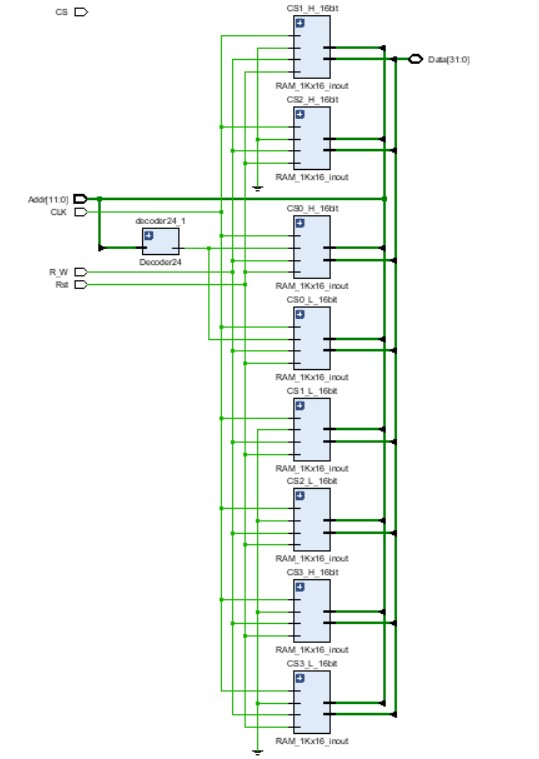 CS
CS1_H_16bit
Data[31:0]
RAM_1Kx16_inout
CS2_H_16bit
RAM_1Kx16_inout
Addr[11:0]
CLK
decoder24_1
CS0_H_16bit
Decoder24
R_W
RAM_1Kx16_inout
Rst
CS0_L_16bit
RAM_1Kx16_inout
CS1_L_16bit
RAM_1Kx16_inout
CS2_L_16bit
RAM_1Kx16_inout
CS3_H_16bit
RAM_1Kx16_inout
CS3_L_16bit
RAM_1Kx16_inout